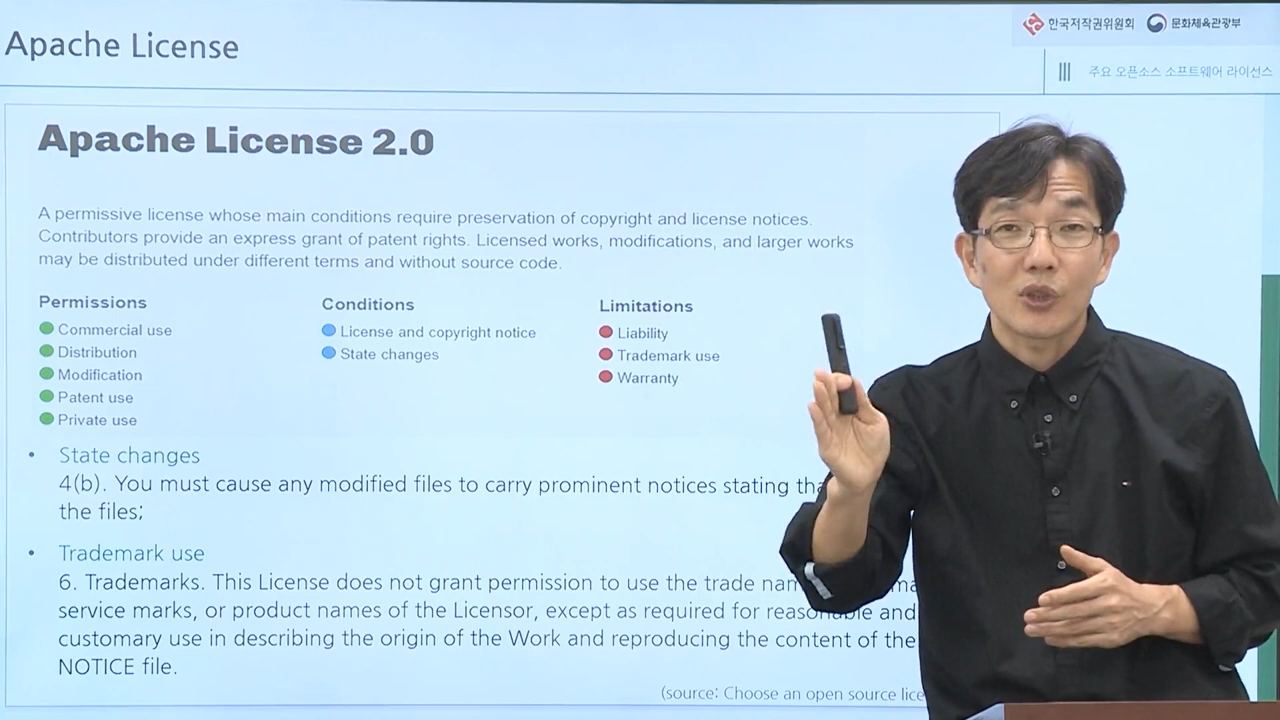 Apache License
한국저작권위원회
문화체육관광부
주요 오픈소스 소프트웨어 라이선스
Apache License 2.0
A permissive license whose main conditions require preservation of copyright and license notices.
Contributors provide an express grant of patent rights. Licensed works, modifications, and larger works
may be distributed under different terms and without source code.
Permissions
Commercial use
Distribution
Modification
Patent use
Private use
Conditions
License and copyright notice
State changes
Limitations
Liability
Trademark use
Warranty
• State changes
4(b). You must cause any modified files to carry prominent notices stating
the files;
• Trademark use
6. Trademarks. This License does not grant permission to use the trade
service marks, or product names of the Licensor, except as required for reasonable and
customary use in describing the origin of the Work and reproducing the content of the
NOTICE file.
(source: Choose an open source